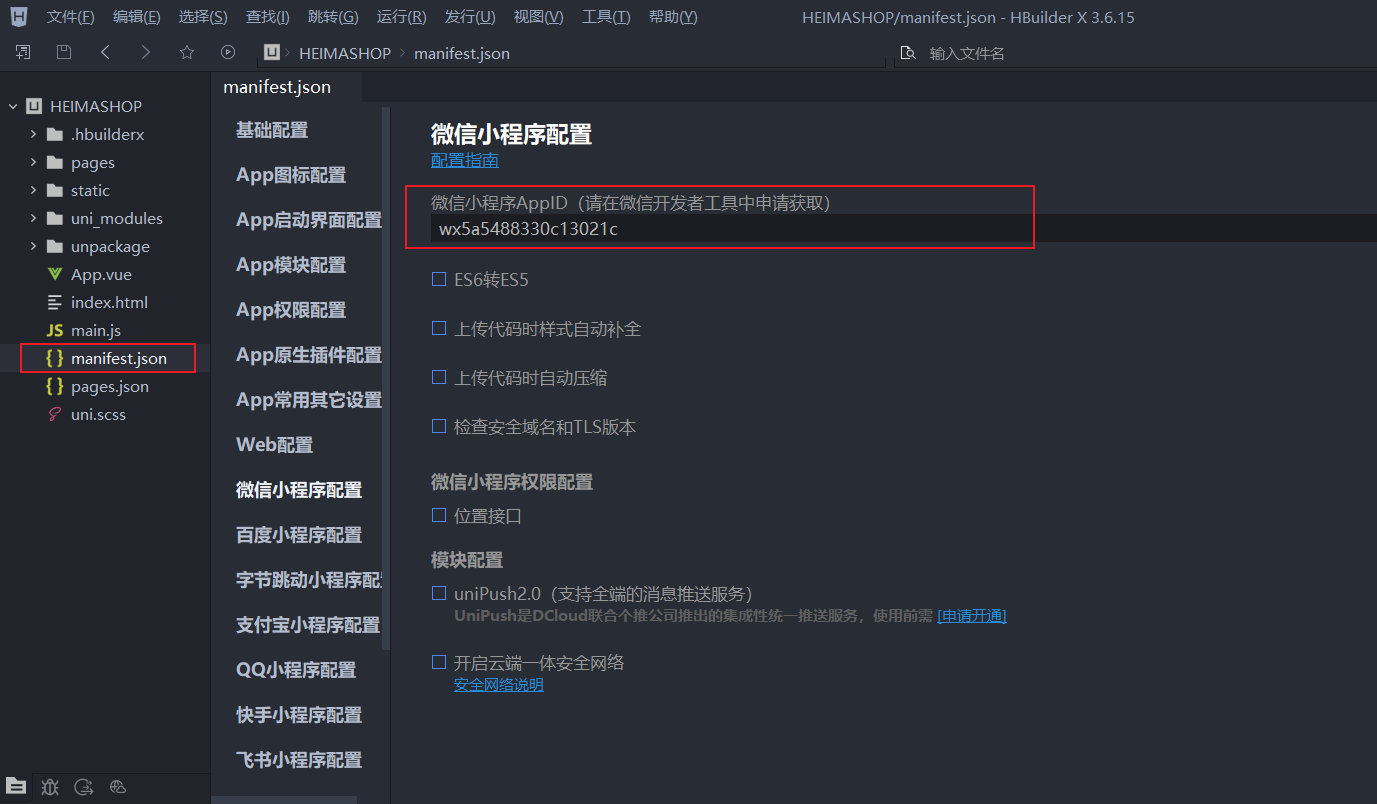 文件(F) 编辑(E) 选择(S) 查找(I) 跳转(G) 运行(R) 发行(U) 视图(V) 工具(T) 帮助(Y) HEIMASHOP/manifest.json - HBuilder X 3.6.15
HEIMASHOP manifest.json 输入文件名
HEIMASHOP
.hbuilderx
pages
static
uni_modules
unpackage
App.vue
index.html
JS main.js
{ } manifest.json
{ } pages.json
uni.scss
manifest.json
基础配置
App图标配置
App启动界面配置
App模块配置
App权限配置
App原生插件配置
App常用其它设置
Web配置
微信小程序配置
百度小程序配置
字节跳动小程序配
支付宝小程序配置
QQ小程序配置
快手小程序配置
飞书小程序配置
微信小程序配置
配置指南
微信小程序AppID（请在微信开发者工具中申请获取）
wx5a5488330c13021c
ES6转ES5
上传代码时样式自动补全
上传代码时自动压缩
检查安全域名和TLS版本
微信小程序权限配置
位置接口
模块配置
uniPush2.0（支持全端的消息推送服务）
UniPush是DCloud联合个推公司推出的集成性统一推送服务，使用前需 [申请开通]
开启云端一体安全网络
安全网络说明